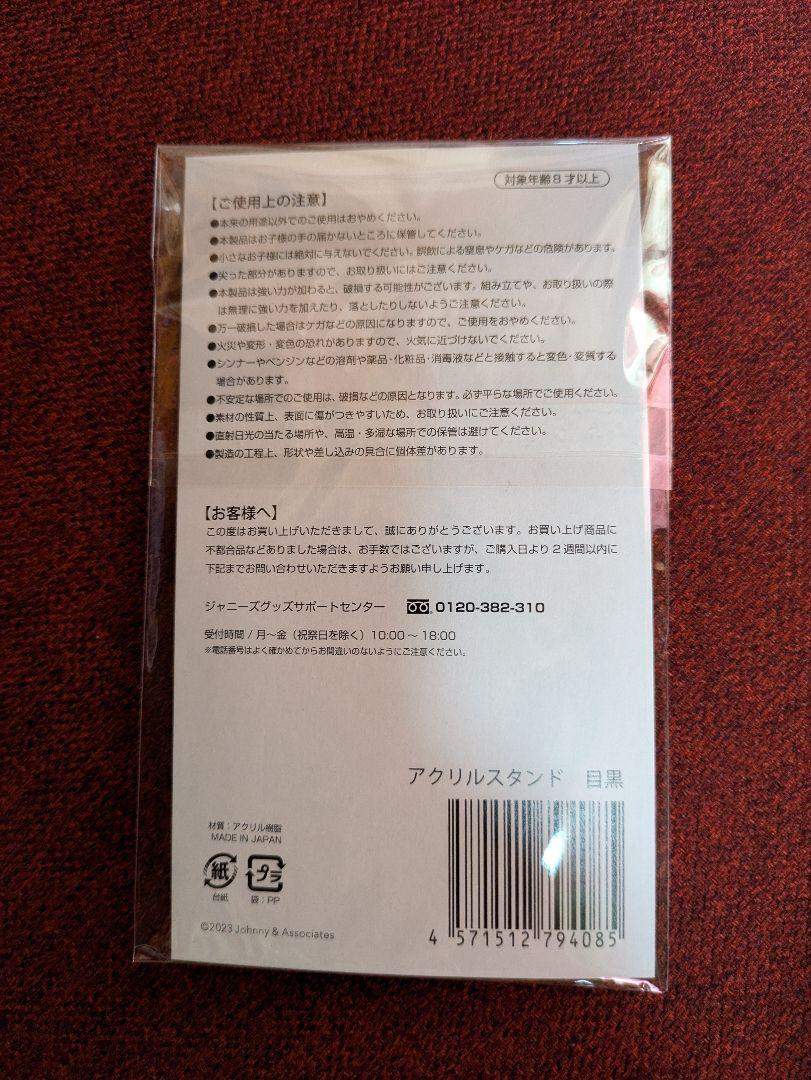 対象年齢8才以上
【ご使用上の注意】
●本来の用途以外でのご使用はおやめください。
●本製品はお子様の手の届かないところに保管してください。
●小さなお子様には絶対に与えないでください。誤飲による窒息やケガなどの危険があります。
●尖った部分がありますので、お取り扱いにはご注意ください。
●本製品は強い力が加わると、破損する可能性がございます。組み立てや、お取り扱いの際
は無理に強い力を加えたり、落としたりしないようご注意ください。
●万一破損した場合はケガなどの原因になりますので、ご使用をおやめください。
●火災や変形・変色の恐れがありますので、火気に近づけないでください。
●シンナーやベンジンなどの溶剤や薬品・化粧品・消毒液などと接触すると変色・変質する
場合があります。
●不安定な場所でのご使用は、破損などの原因となります。必ず平らな場所でご使用ください。
●素材の性質上、表面に傷がつきやすいため、お取り扱いにご注意ください。
●直射日光の当たる場所や、高温・多湿な場所での保管は避けてください。
●製造の工程上、形状や差し込みの具合に個体差があります。
【お客様へ】
この度はお買い上げいただきまして、誠にありがとうございます。お買い上げ商品に
不都合品などありました場合は、お手数ではございますが、ご購入日より2週間以内に
下記までお問い合わせいただきますようお願い申し上げます。
ジャニーズグッズサポートセンター 0120-382-310
受付時間 / 月〜金（祝祭日を除く）10:00 〜 18:00
※電話番号はよく確かめてからお間違いのないようにご注意ください。
アクリルスタンド 目黒
材質：アクリル樹脂
MADE IN JAPAN
紙 プラ
台紙 袋：PP
©2023 Johnny & Associates
4 571512 794085